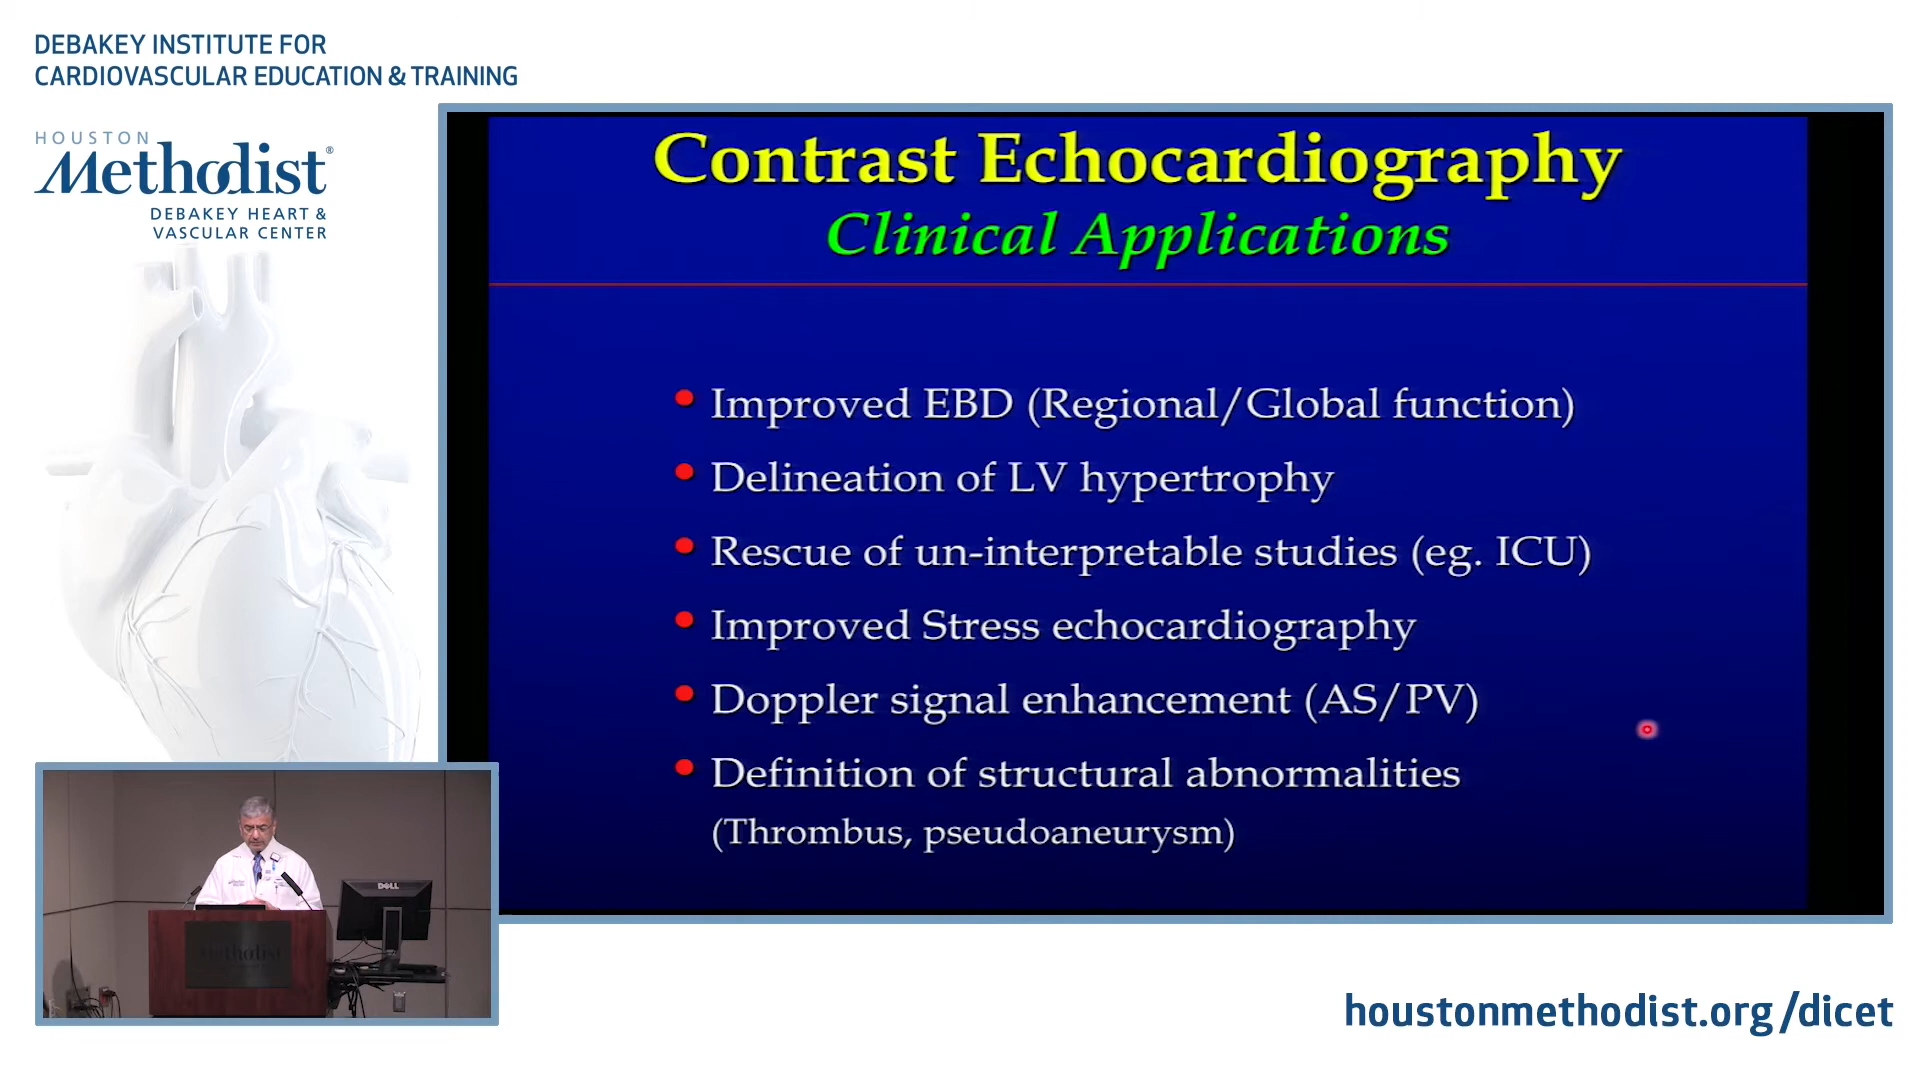 DEBAKEY INSTITUTE FOR
CARDIOVASCULAR EDUCATION & TRAINING
HOUSTON
Methodist®
DEBAKEY HEART &
VASCULAR CENTER
Contrast Echocardiography
Clinical Applications
• Improved EBD (Regional/Global function)
• Delineation of LV hypertrophy
• Rescue of un-interpretable studies (eg. ICU)
• Improved Stress echocardiography
• Doppler signal enhancement (AS/PV)
• Definition of structural abnormalities
(Thrombus, pseudoaneurysm)
DELL
Methodist
houstonmethodist.org/dicet